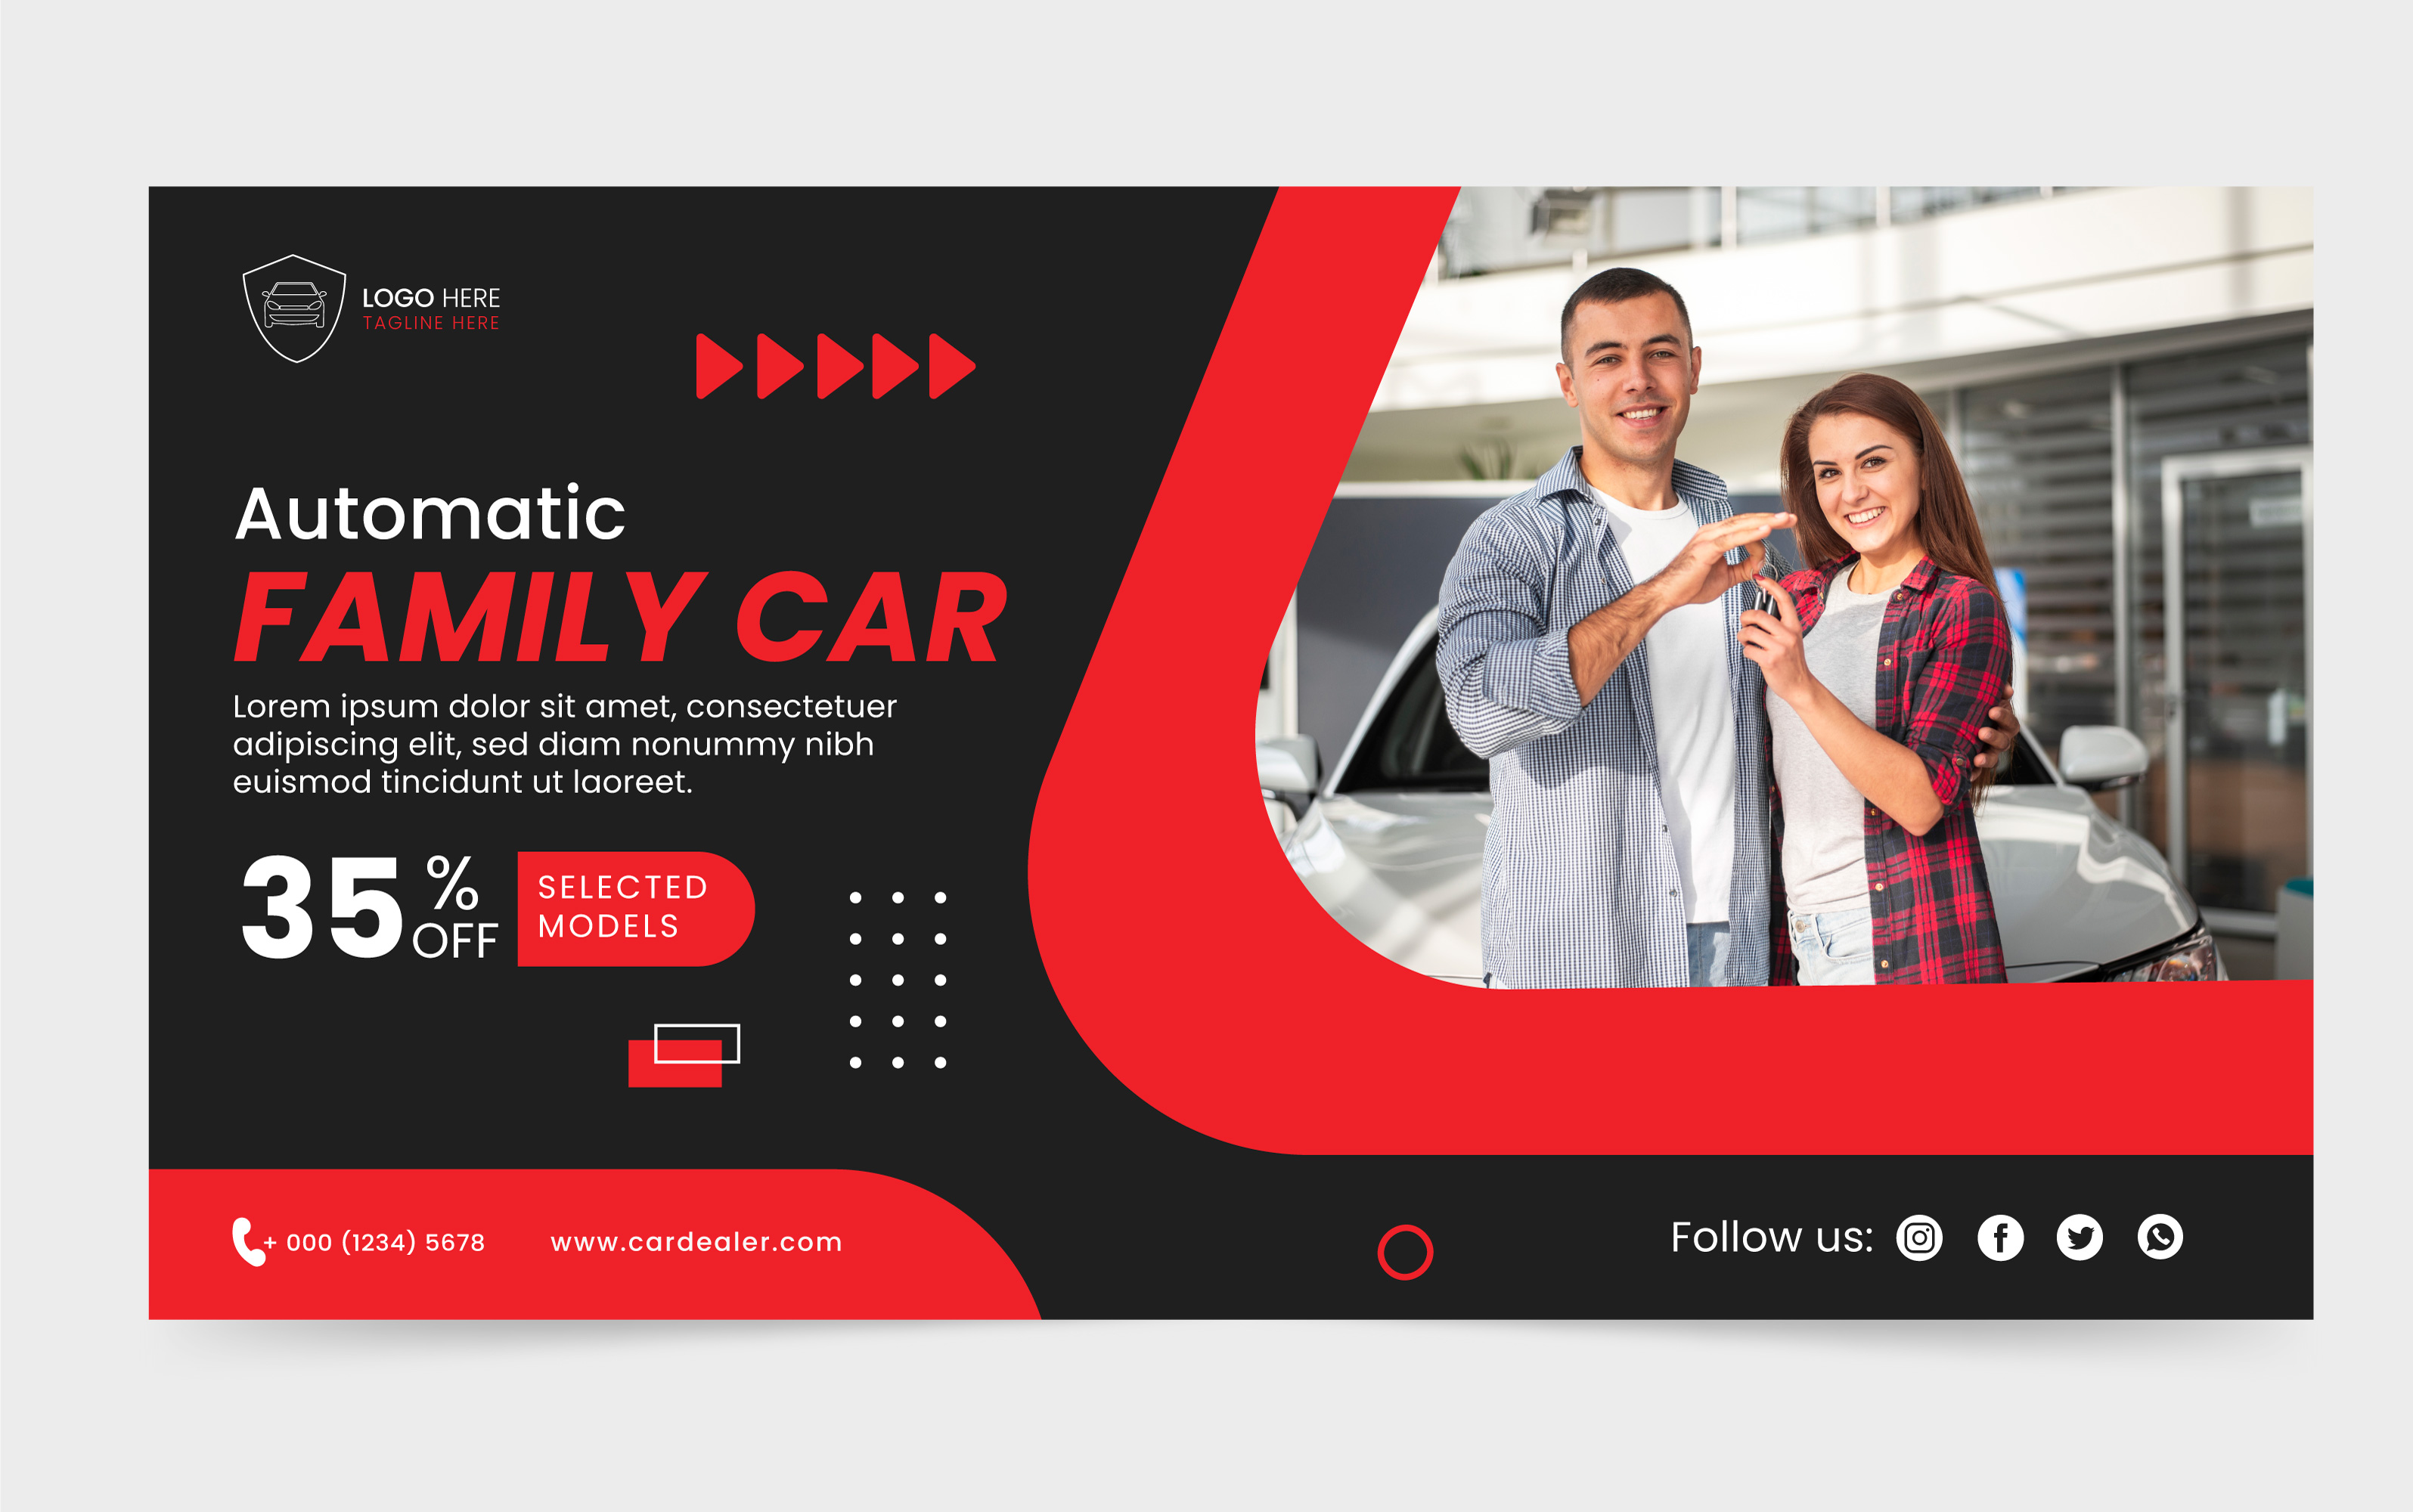 LOGO HERE
TAGLINE HERE
Automatic
FAMILY CAR
Lorem ipsum dolor sit amet, consectetuer
adipiscing elit, sed diam nonummy nibh
euismod tincidunt ut laoreet.
35%
OFF
SELECTED
MODELS
+ 000 (1234) 5678
www.cardealer.com
Follow us: